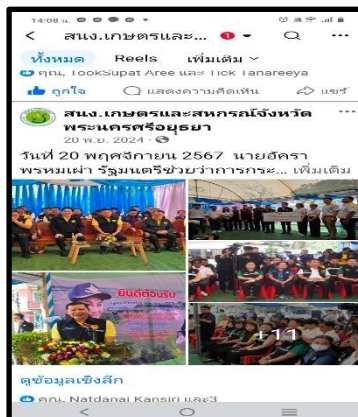 14:08 น.
สนง.เกษตรและ...
ทั้งหมด Reels เพิ่มเติม
คุณ, TookSupat Aree และ Tick Tanareeya
ถูกใจ แสดงความคิดเห็น แชร์
สนง.เกษตรและสหกรณ์จังหวัด
พระนครศรีอยุธยา
20 พ.ย. 2024
วันที่ 20 พฤศจิกายน 2567 นายอัครา
พรหมเผ่า รัฐมนตรีช่วยว่าการกระ... เพิ่มเติม
ยินดีต้อนรับ
+11
ดูข้อมูลเชิงลึก
คุณ, Natdanai Kansiri และ3